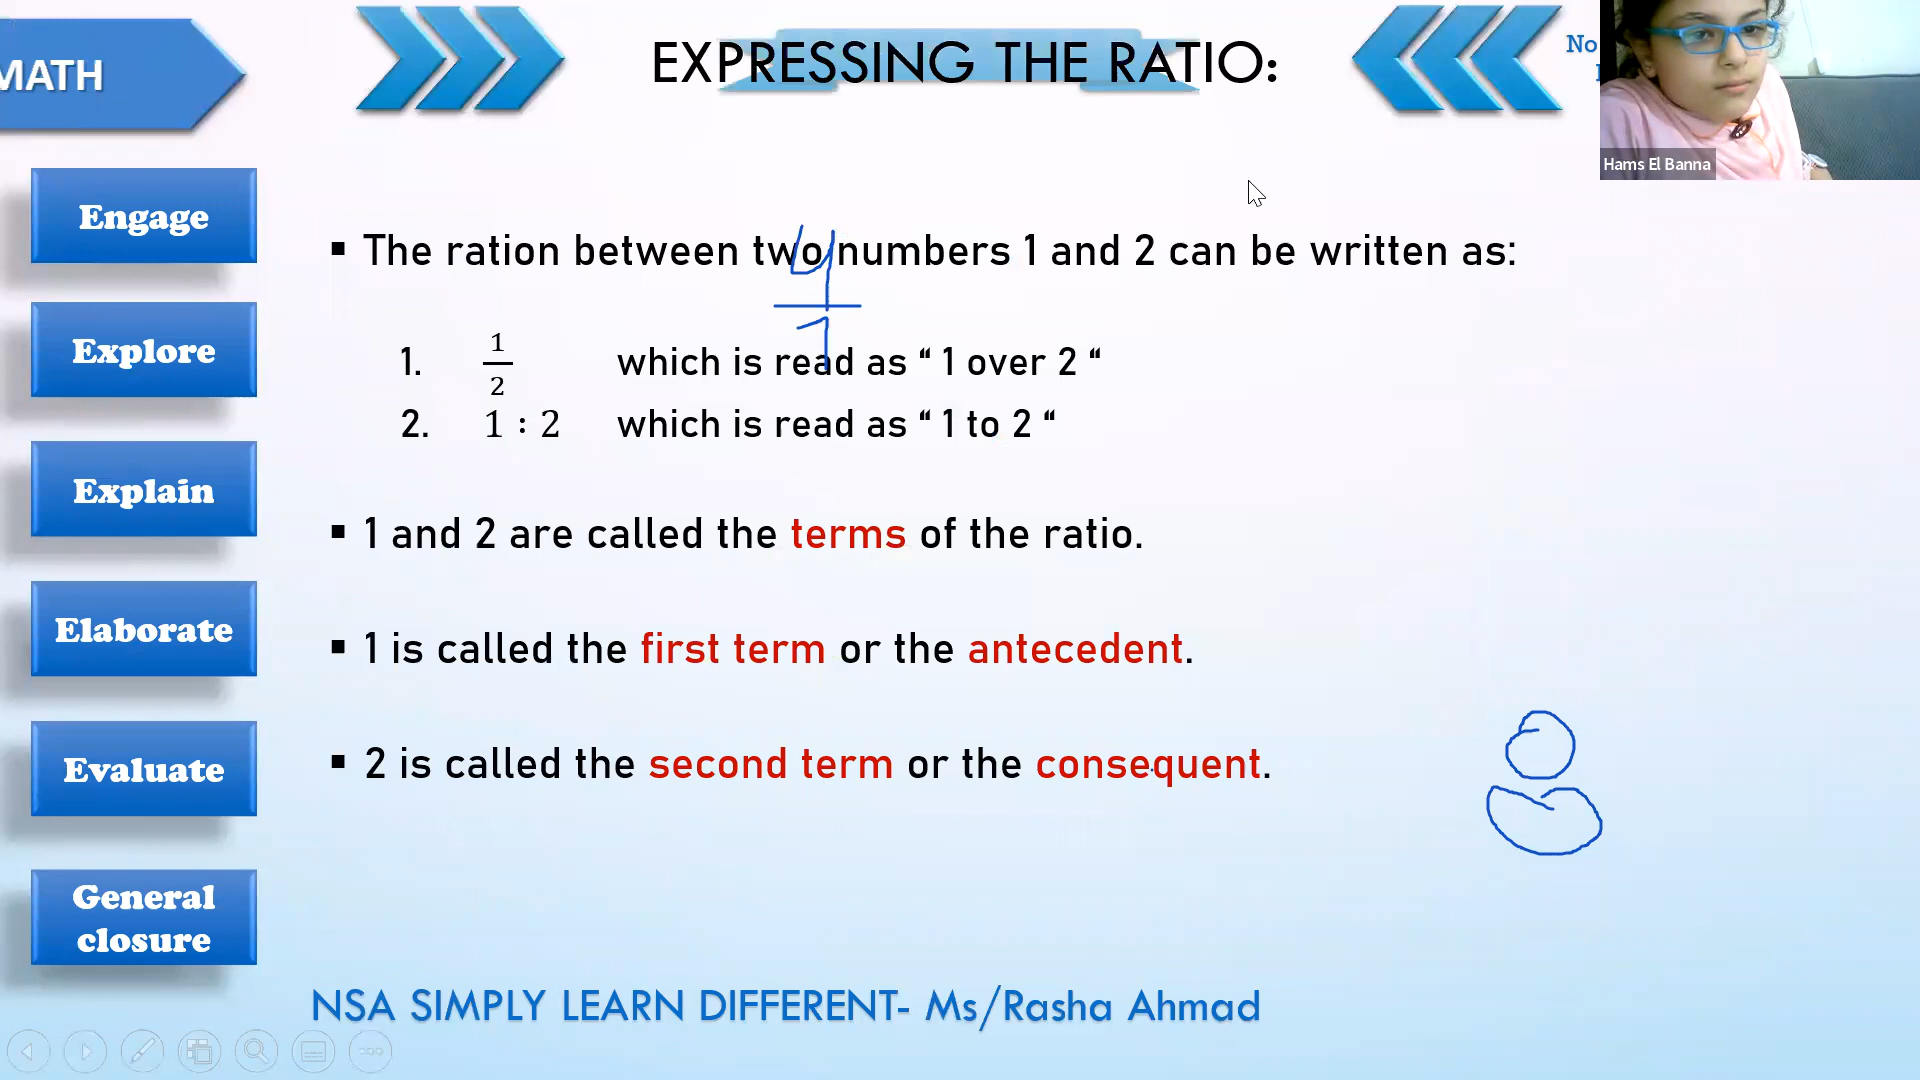 MATH
EXPRESSING THE RATIO:
No
Hams El Banna
Engage
Explore
Explain
Elaborate
Evaluate
General
closure
▪ The ration between two numbers 1 and 2 can be written as:
4
1
1. 1/2 which is read as “ 1 over 2 “
2. 1 : 2 which is read as “ 1 to 2 “
▪ 1 and 2 are called the terms of the ratio.
▪ 1 is called the first term or the antecedent.
▪ 2 is called the second term or the consequent.
NSA SIMPLY LEARN DIFFERENT- Ms/Rasha Ahmad